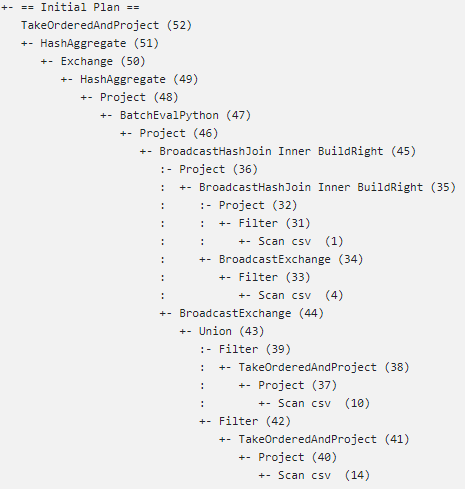 +- == Initial Plan ==
   TakeOrderedAndProject (52)
   +- HashAggregate (51)
      +- Exchange (50)
         +- HashAggregate (49)
            +- Project (48)
               +- BatchEvalPython (47)
                  +- Project (46)
                     +- BroadcastHashJoin Inner BuildRight (45)
                        :- Project (36)
                        :  +- BroadcastHashJoin Inner BuildRight (35)
                        :     :- Project (32)
                        :     :  +- Filter (31)
                        :     :     +- Scan csv  (1)
                        :     +- BroadcastExchange (34)
                        :        +- Filter (33)
                        :           +- Scan csv  (4)
                        +- BroadcastExchange (44)
                           +- Union (43)
                              :- Filter (39)
                              :  +- TakeOrderedAndProject (38)
                              :     +- Project (37)
                              :        +- Scan csv  (10)
                              +- Filter (42)
                                 +- TakeOrderedAndProject (41)
                                    +- Project (40)
                                       +- Scan csv  (14)